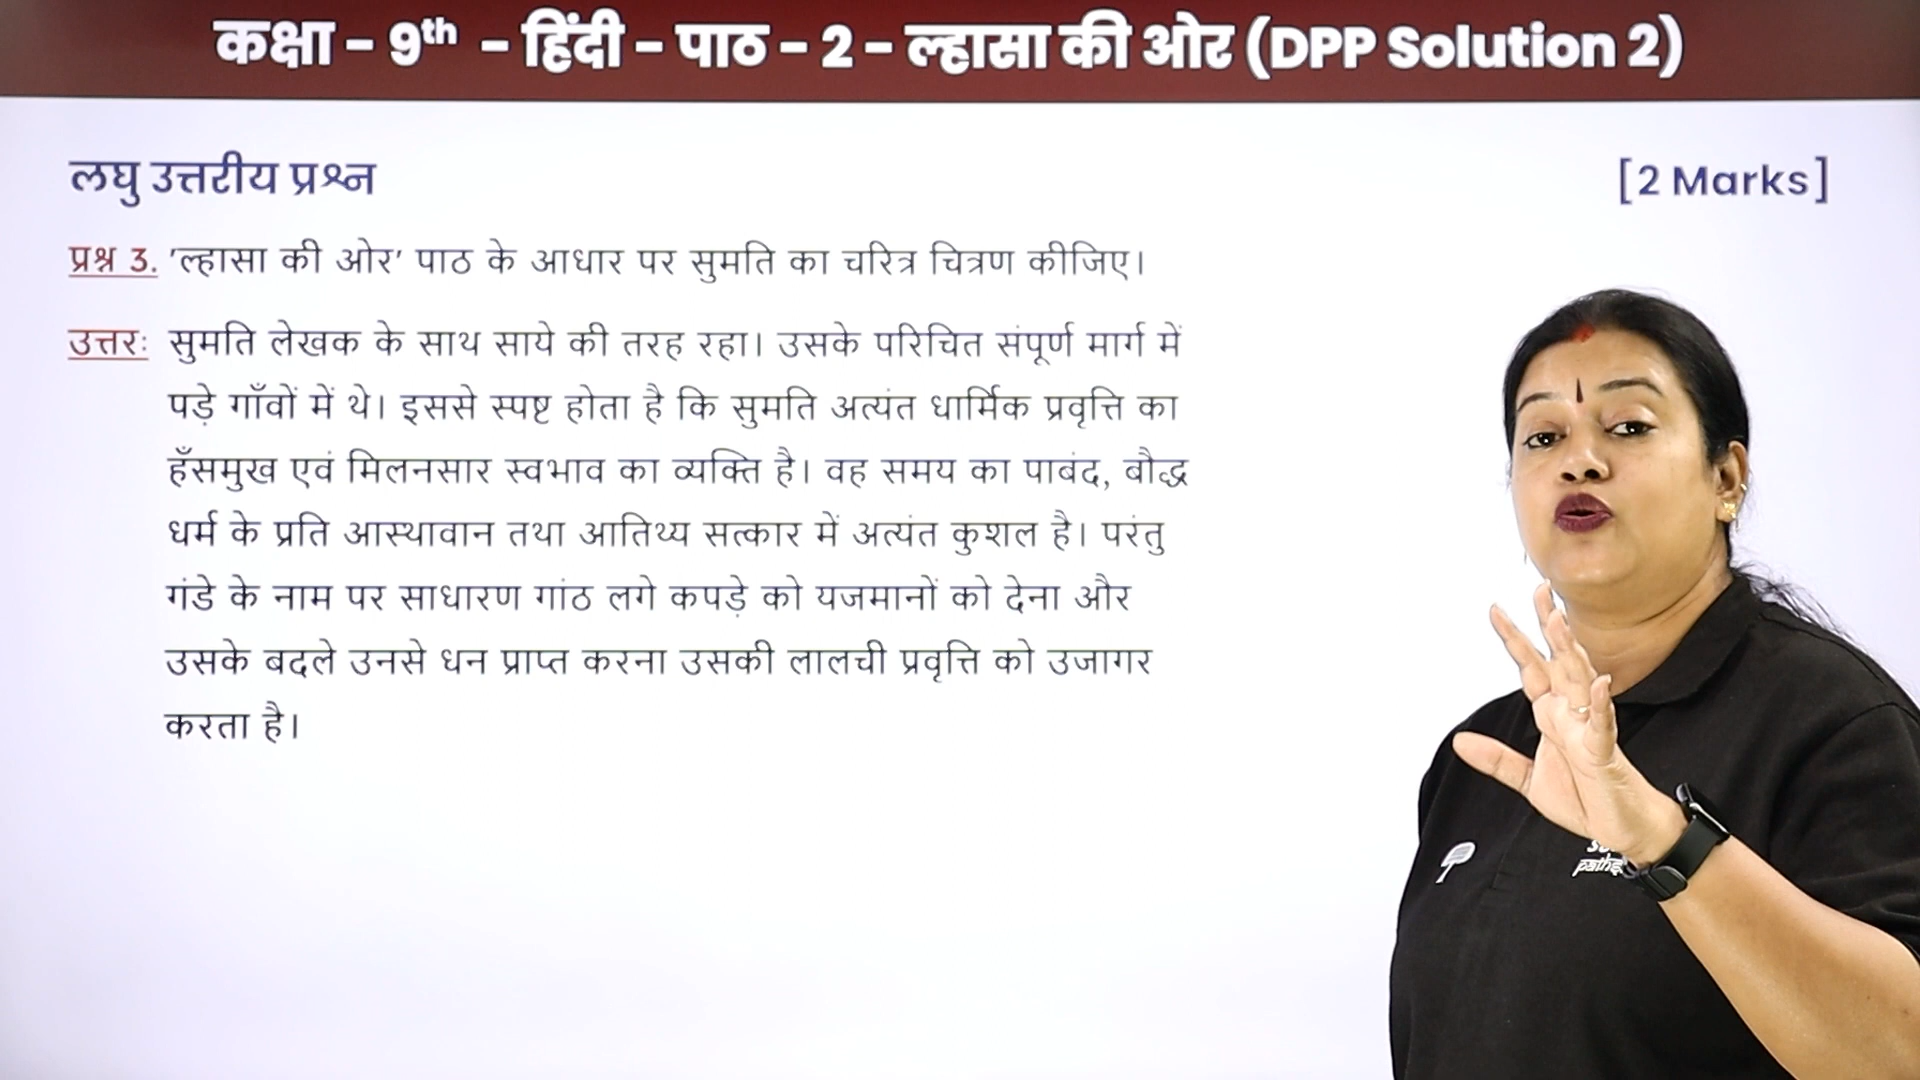 कक्षा – 9th – हिंदी – पाठ – 2 – ल्हासा की ओर (DPP Solution 2)
लघु उत्तरीय प्रश्न [2 Marks]
प्रश्न 3. 'ल्हासा की ओर' पाठ के आधार पर सुमति का चरित्र चित्रण कीजिए।
उत्तरः सुमति लेखक के साथ साये की तरह रहा। उसके परिचित संपूर्ण मार्ग में
पड़े गाँवों में थे। इससे स्पष्ट होता है कि सुमति अत्यंत धार्मिक प्रवृत्ति का
हँसमुख एवं मिलनसार स्वभाव का व्यक्ति है। वह समय का पाबंद, बौद्ध
धर्म के प्रति आस्थावान तथा आतिथ्य सत्कार में अत्यंत कुशल है। परंतु
गंडे के नाम पर साधारण गांठ लगे कपड़े को यजमानों को देना और
उसके बदले उनसे धन प्राप्त करना उसकी लालची प्रवृत्ति को उजागर
करता है।